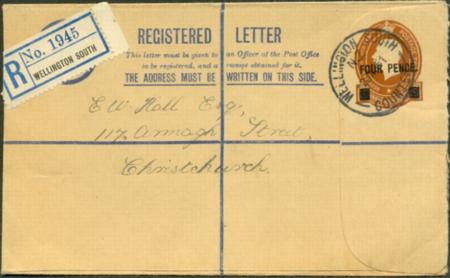 R No. 1945
WELLINGTON SOUTH
REGISTERED LETTER
This letter must be given to an Officer of the Post Office
to be registered, and a receipt obtained for it.
THE ADDRESS MUST BE WRITTEN ON THIS SIDE.
WELLINGTON SOUTH
FOUR PENCE
E W Hall Esq,
117 Armagh Street,
Christchurch.